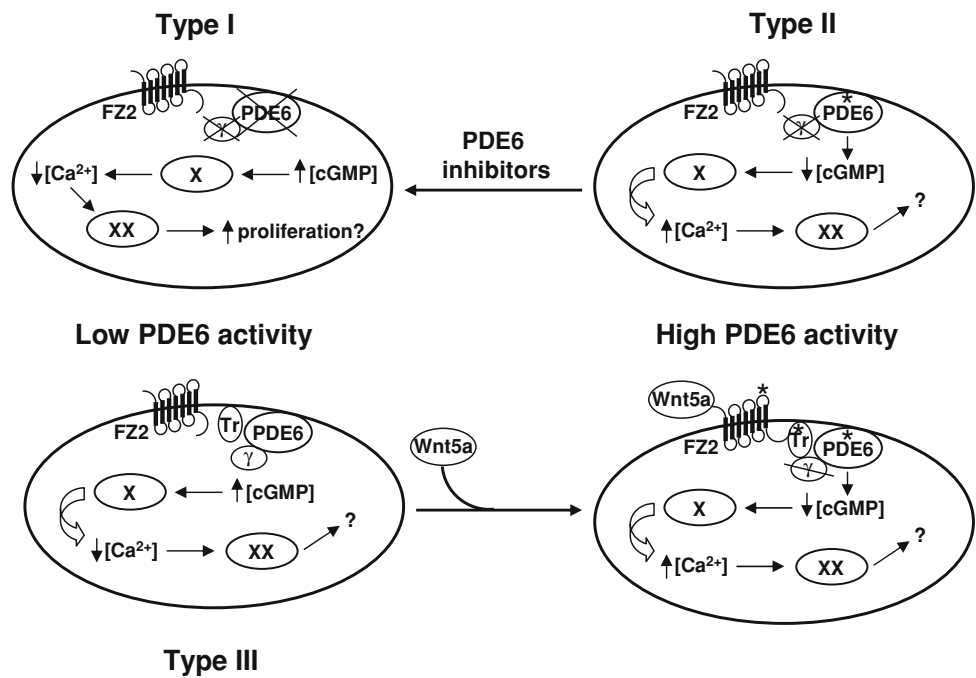 Type I
Type II
FZ2
γ
PDE6
↓[Ca²⁺]
X
↑[cGMP]
XX
↑proliferation?
PDE6
inhibitors
FZ2
γ
*
PDE6
X
↓[cGMP]
↑[Ca²⁺]
XX
?
Low PDE6 activity
High PDE6 activity
FZ2
Tr
PDE6
γ
X
↑[cGMP]
↓[Ca²⁺]
XX
?
Wnt5a
Wnt5a
*
FZ2
*
Tr
*
PDE6
γ
X
↓[cGMP]
↑[Ca²⁺]
XX
?
Type III